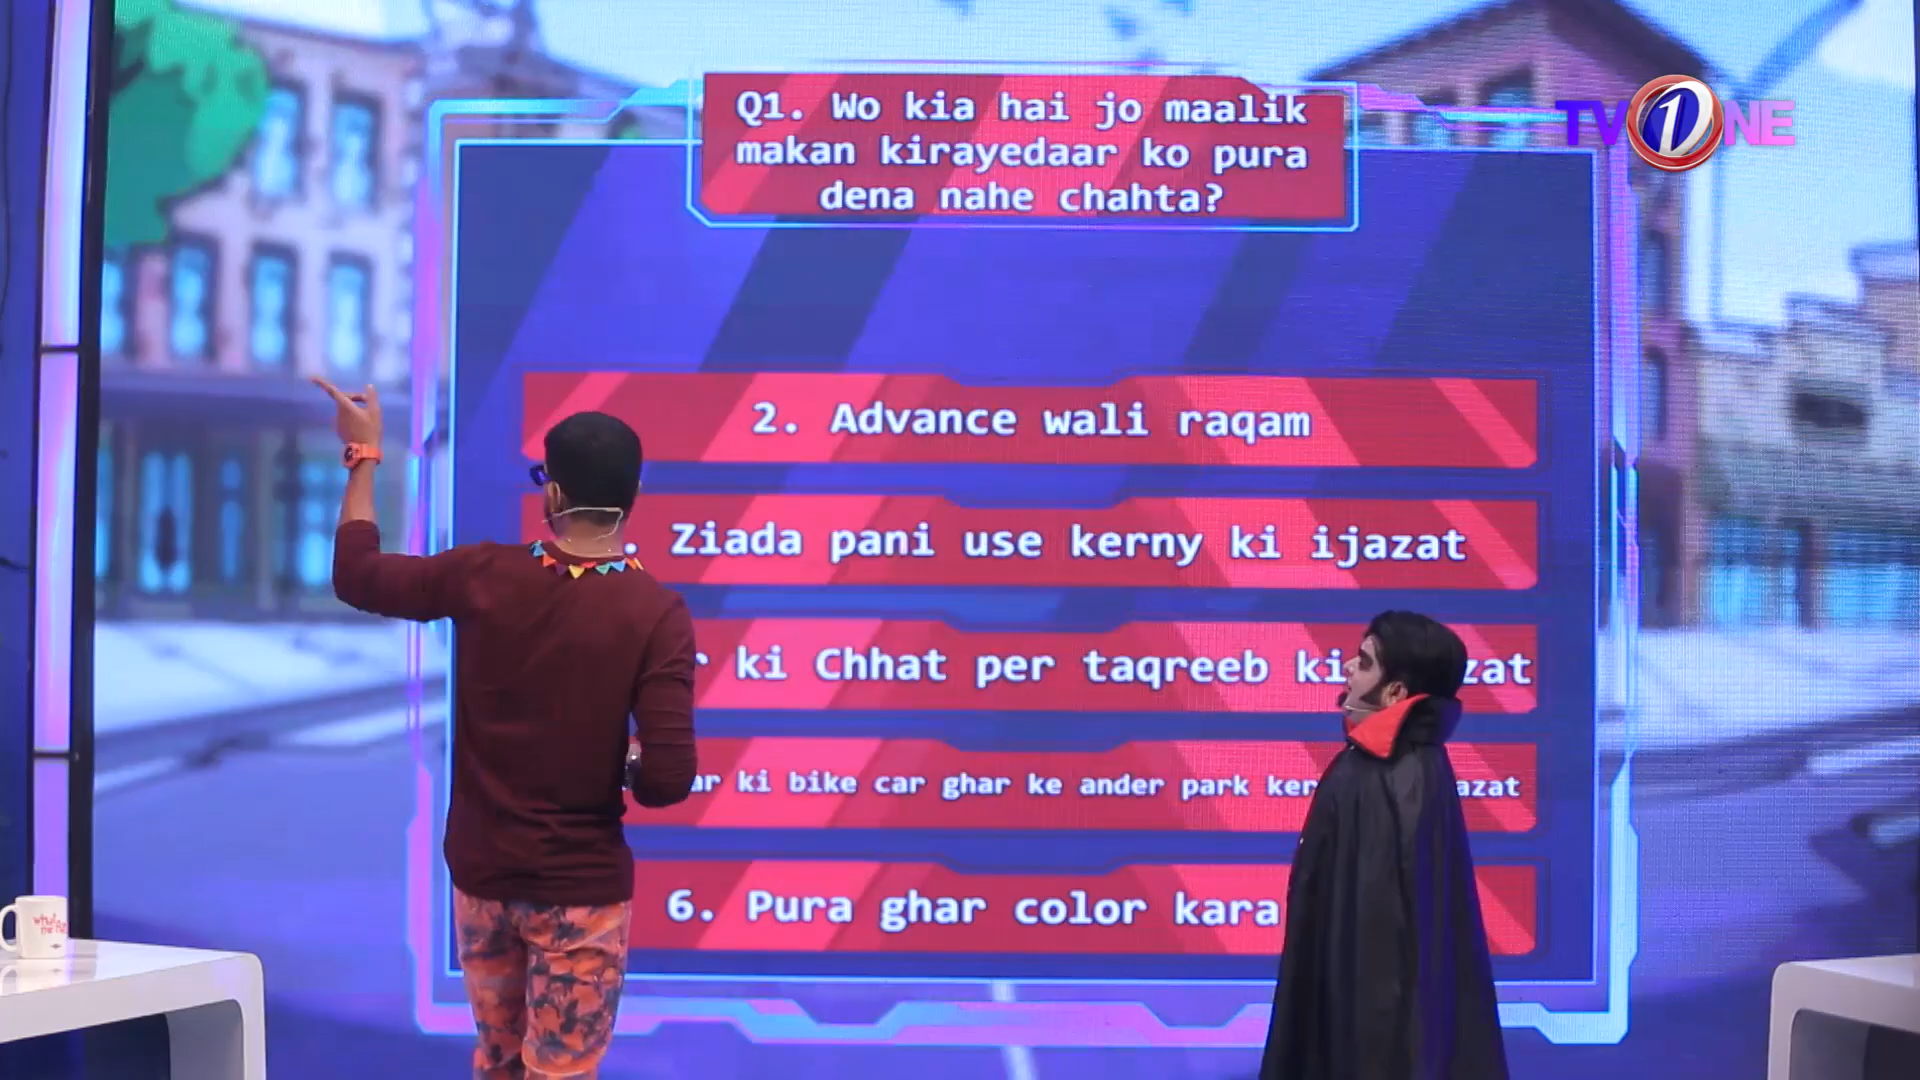 Q1. Wo kia hai jo maalik
makan kirayedaar ko pura
dena nahe chahta?
TV ONE
2. Advance wali raqam
Ziada pani use kerny ki ijazat
ki Chhat per taqreeb ki
ki bike car ghar ke ander park
6. Pura ghar color